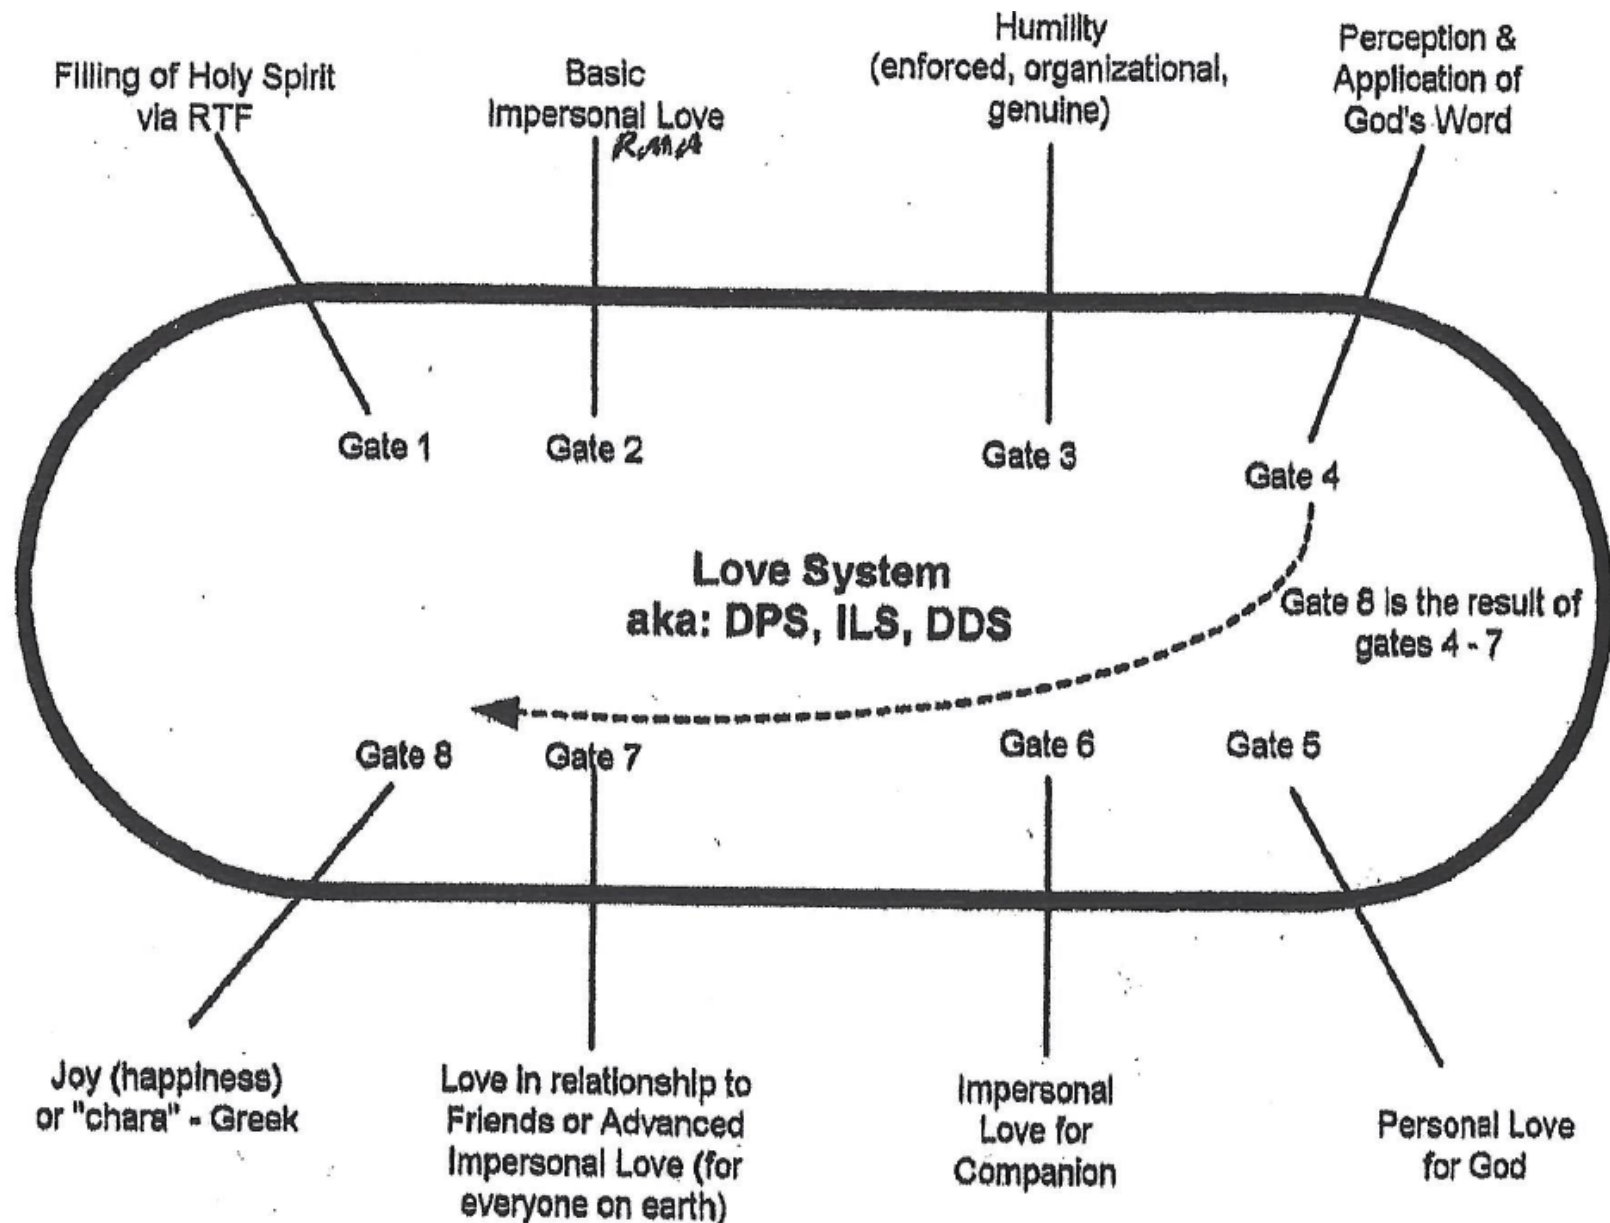 Filling of Holy Spirit
via RTF
Basic
Impersonal Love
RMA
Humility
(enforced, organizational,
genuine)
Perception &
Application of
God's Word
Gate 1
Gate 2
Gate 3
Gate 4
Love System
aka: DPS, ILS, DDS
Gate 8 is the result of
gates 4 - 7
Gate 8
Gate 7
Gate 6
Gate 5
Joy (happiness)
or "chara" - Greek
Love in relationship to
Friends or Advanced
Impersonal Love (for
everyone on earth)
Impersonal
Love for
Companion
Personal Love
for God